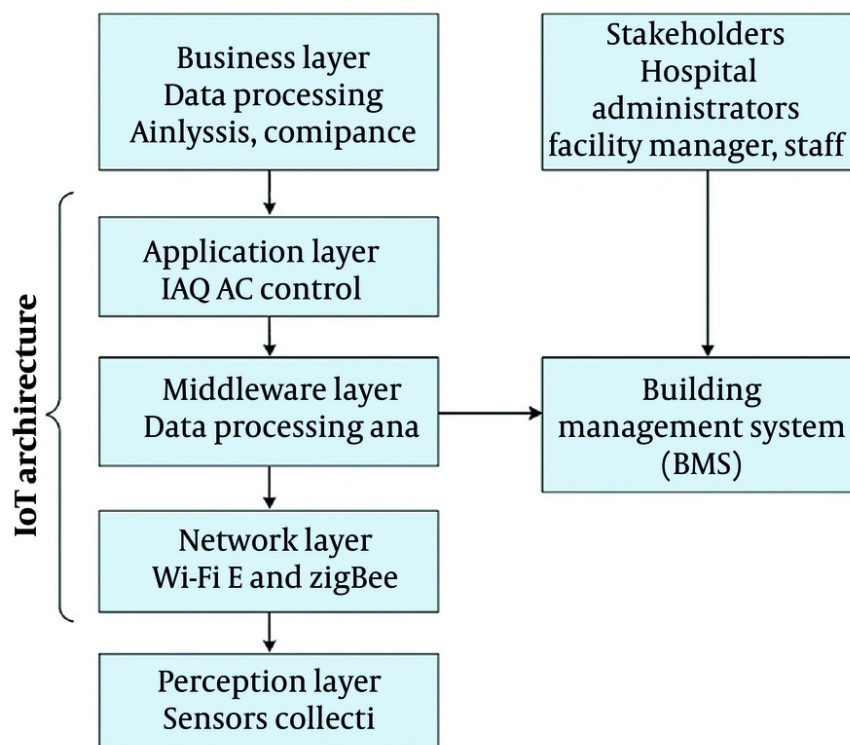 Business layer
Data processing
Ainlyssis, comipance
Stakeholders
Hospital
administrators
facility manager, staff
IoT archirecture
Application layer
IAQ AC control
Middleware layer
Data processing ana
Building
management system
(BMS)
Network layer
Wi-Fi E and zigBee
Perception layer
Sensors collecti